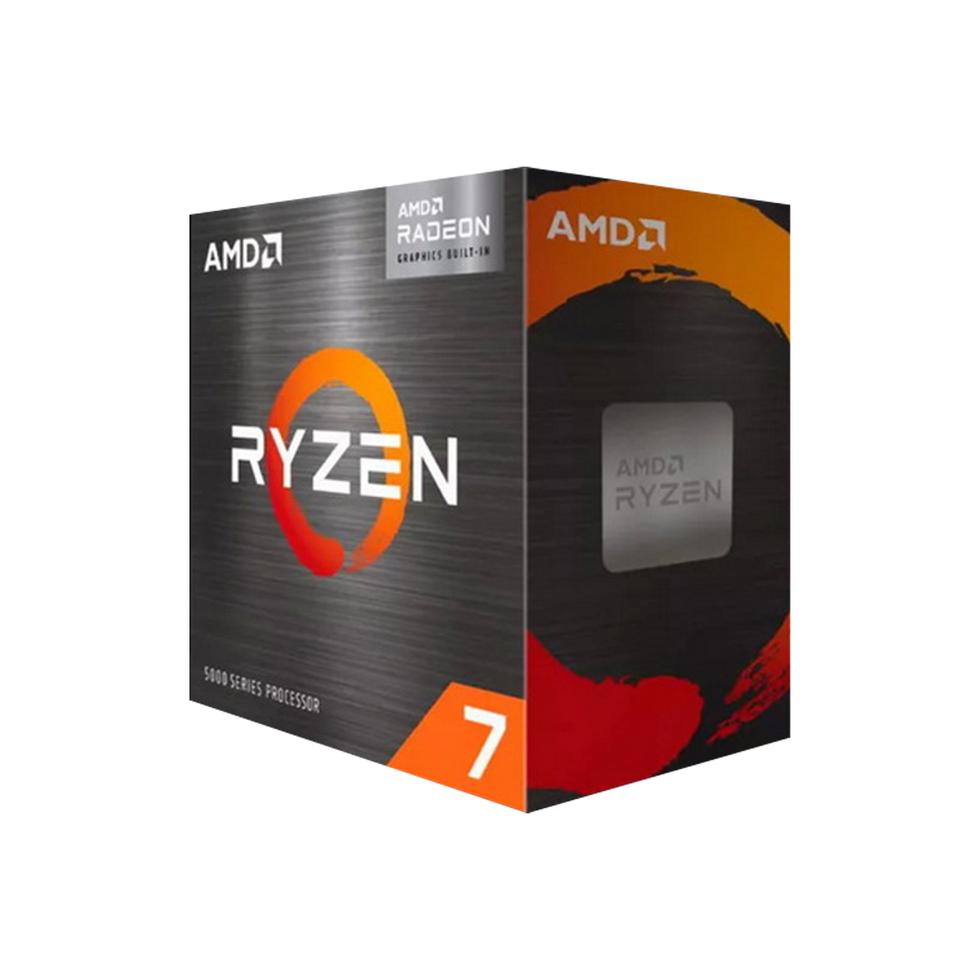 AMD
AMD
RADEON
GRAPHICS BUILT-IN
RYZEN
5000 SERIES PROCESSOR
7
AMD
AMD
RYZEN